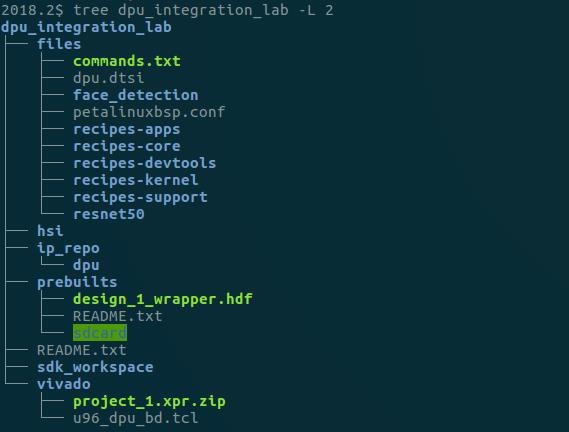 2018.2$ tree dpu_integration_lab -L 2
dpu_integration_lab
├── files
│   ├── commands.txt
│   ├── dpu.dtsi
│   ├── face_detection
│   ├── petalinuxbsp.conf
│   ├── recipes-apps
│   ├── recipes-core
│   ├── recipes-devtools
│   ├── recipes-kernel
│   ├── recipes-support
│   └── resnet50
├── hsi
├── ip_repo
│   └── dpu
├── prebuilts
│   ├── design_1_wrapper.hdf
│   ├── README.txt
│   └── sdcard
├── README.txt
├── sdk_workspace
└── vivado
    ├── project_1.xpr.zip
    └── u96_dpu_bd.tcl